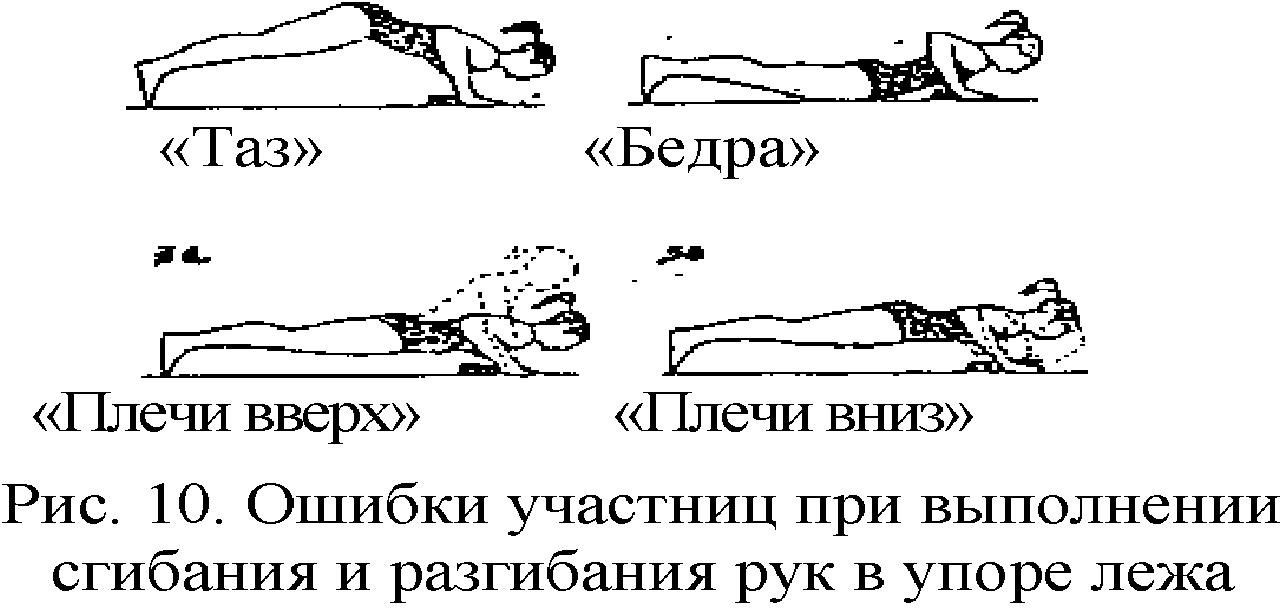 «Таз» «Бедра»
«Плечи вверх» «Плечи вниз»
Рис. 10. Ошибки участниц при выполнении
сгибания и разгибания рук в упоре лежа